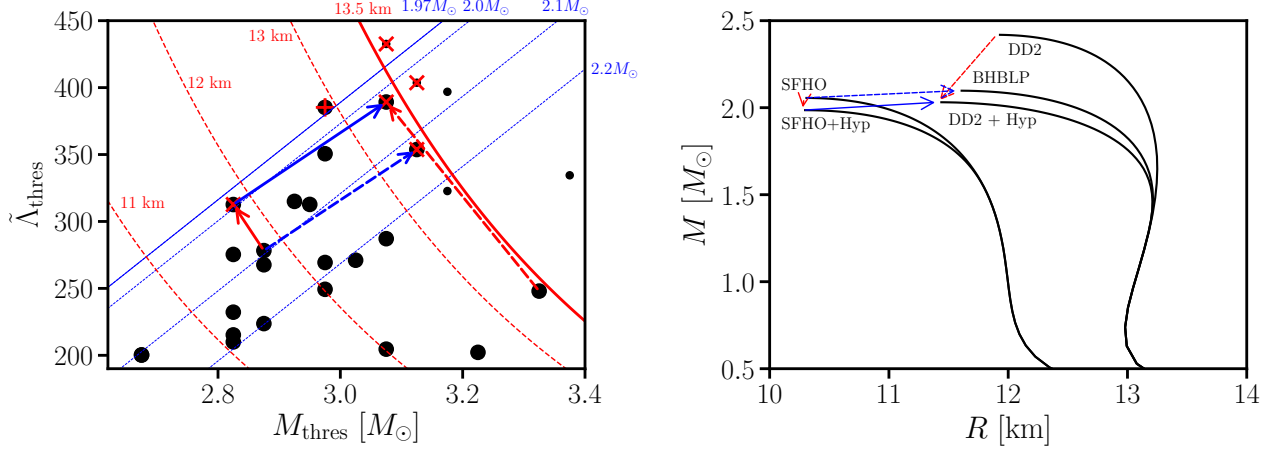 13.5 km
1.97M⊙
2.0M⊙
2.1M⊙
2.2M⊙
13 km
12 km
11 km
450
400
350
300
250
200
Λ̃thres
2.8
3.0
3.2
3.4
Mthres [M⊙]
2.5
2.0
1.5
1.0
0.5
M [M⊙]
DD2
BHBLP
SFHO
DD2 + Hyp
SFHO+Hyp
10
11
12
13
14
R [km]